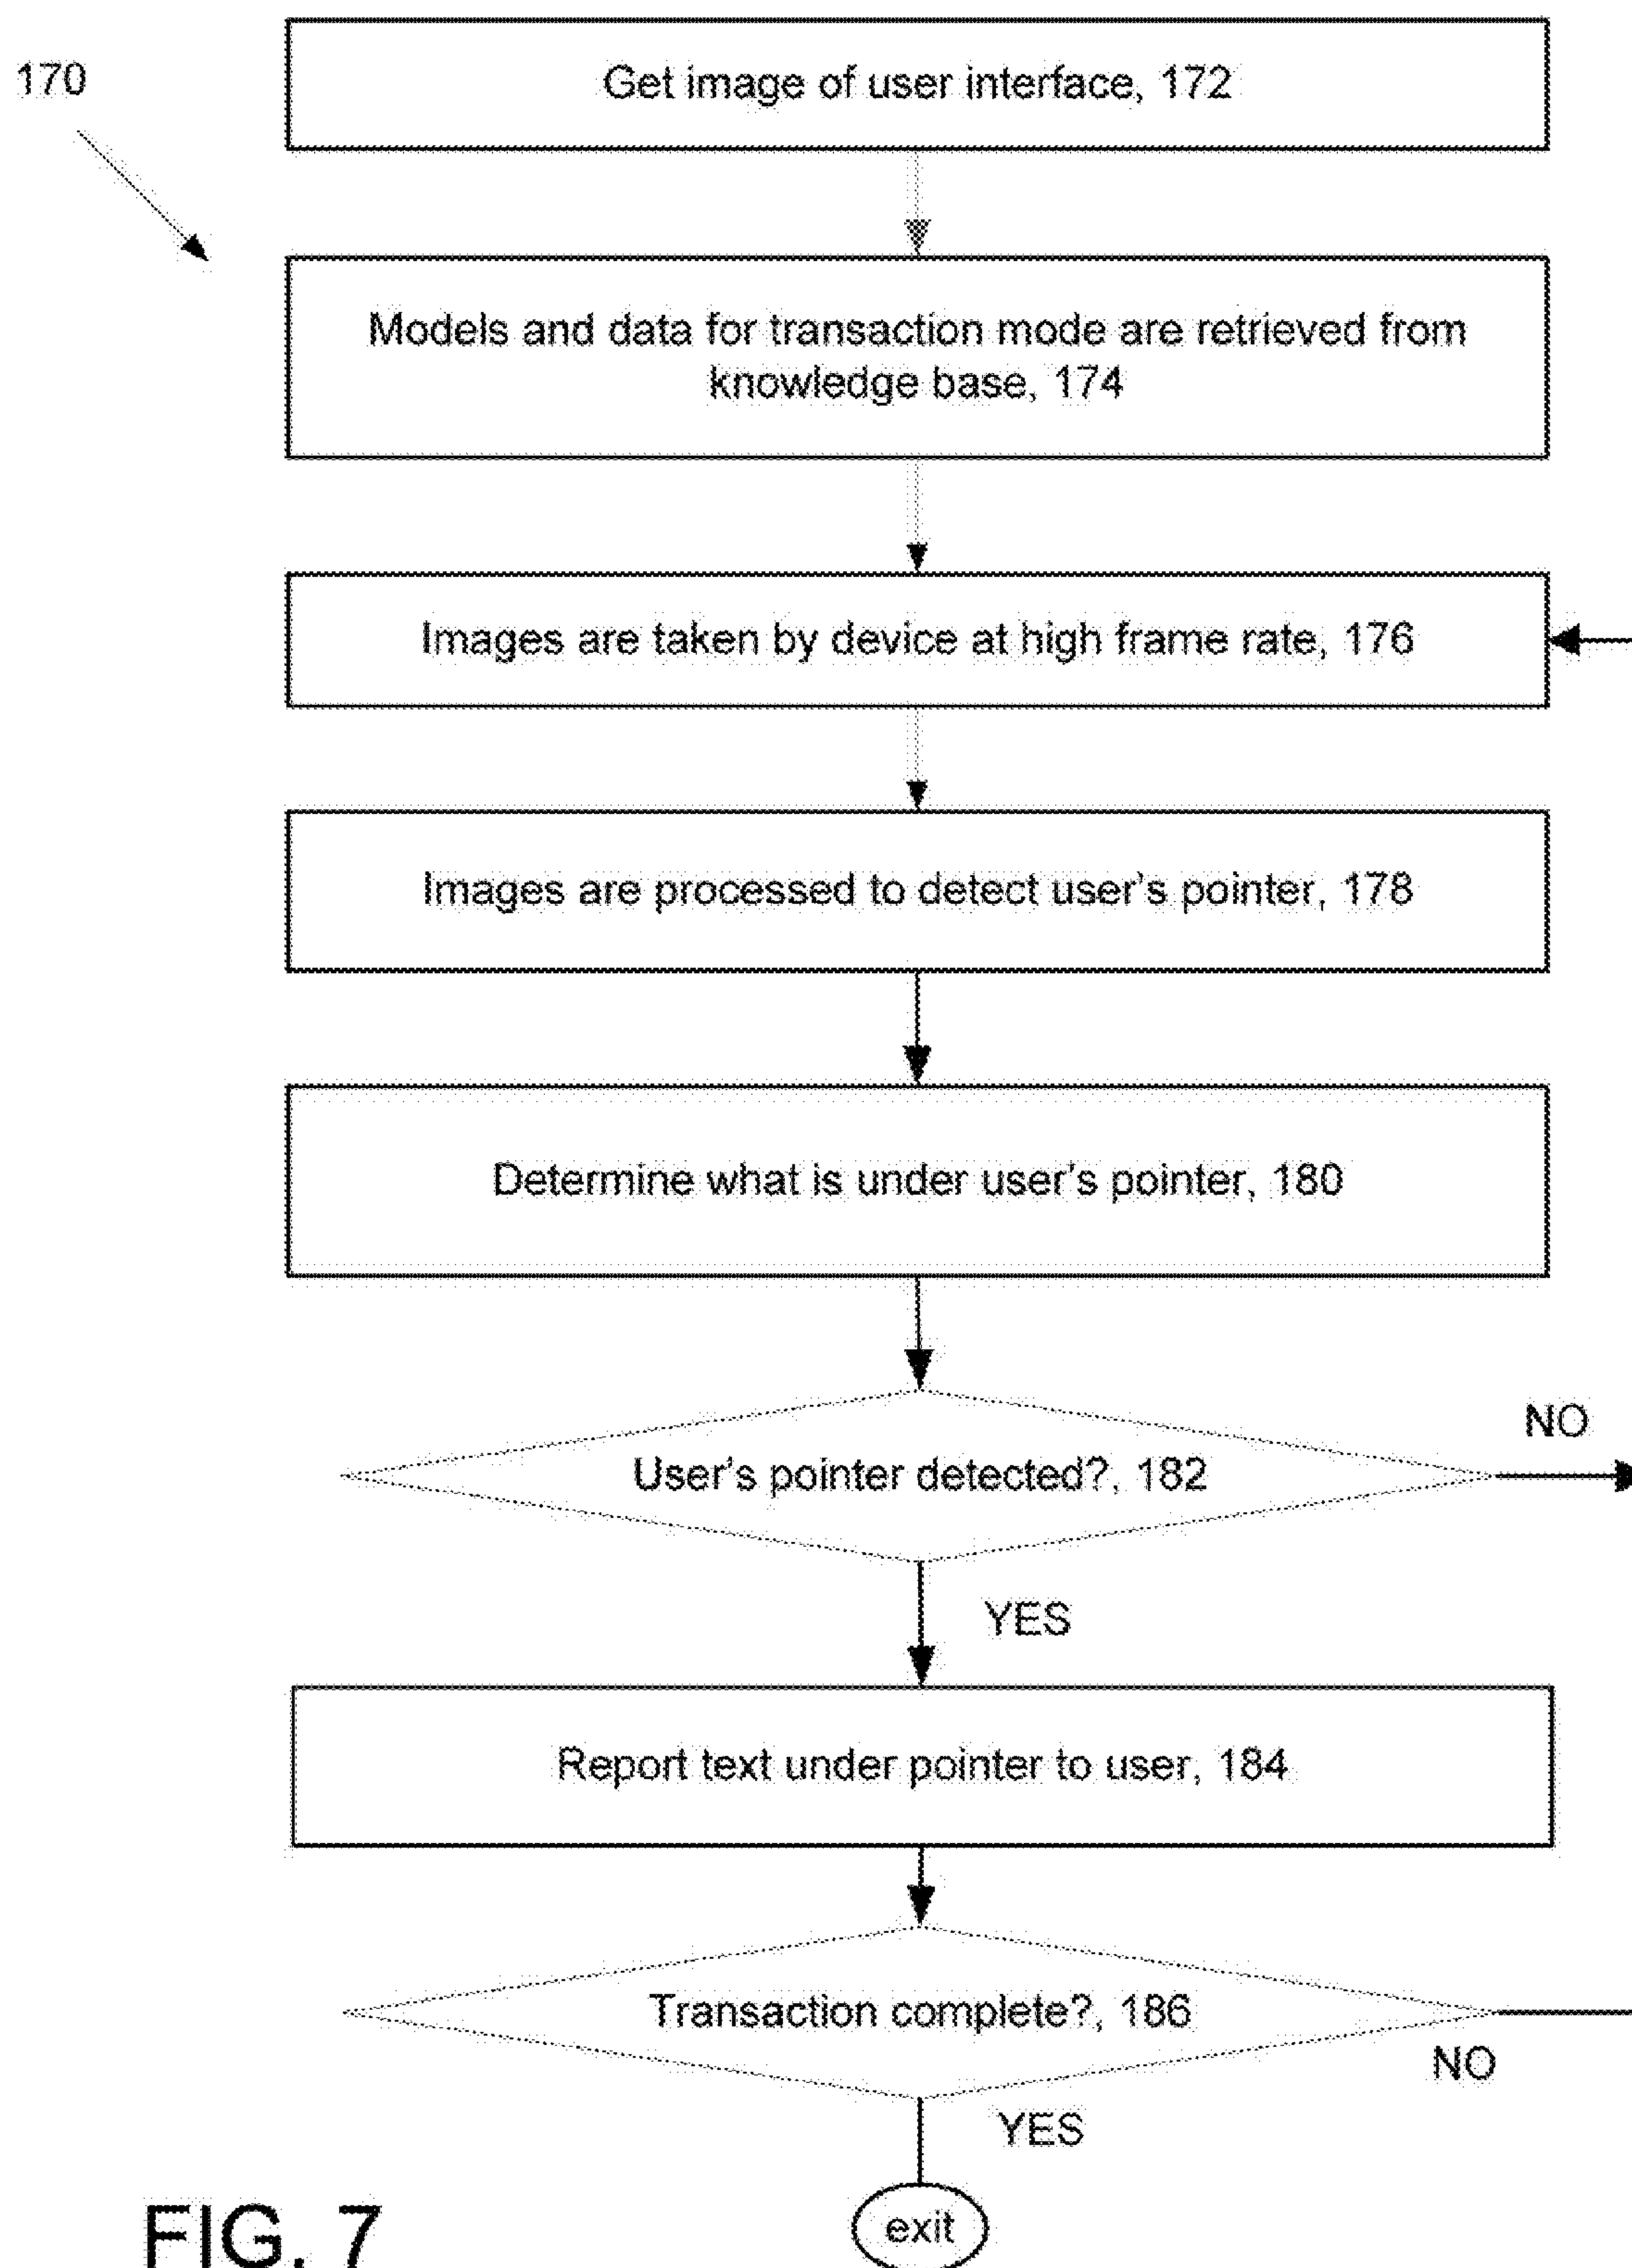 170
Get image of user interface, 172
Models and data for transaction mode are retrieved from
knowledge base, 174
Images are taken by device at high frame rate, 176
Images are processed to detect user's pointer, 178
Determine what is under user's pointer, 180
User's pointer detected?, 182
NO
YES
Report text under pointer to user, 184
Transaction complete?, 186
NO
YES
exit
FIG. 7